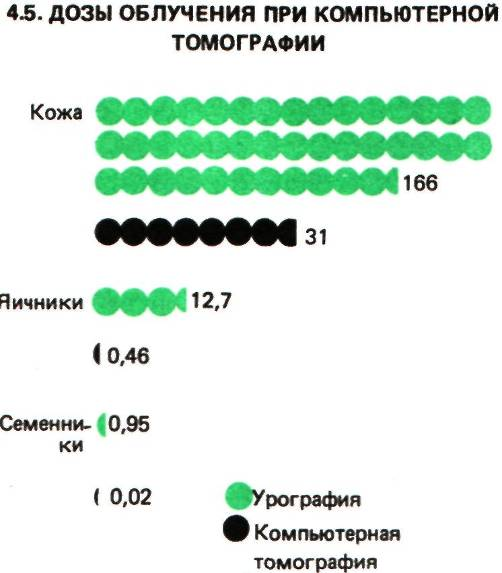 4.5. ДОЗЫ ОБЛУЧЕНИЯ ПРИ КОМПЬЮТЕРНОЙ
ТОМОГРАФИИ
Кожа
166
31
Яичники 12,7
0,46
Семенни- 0,95
ки
0,02
Урография
Компьютерная
томография